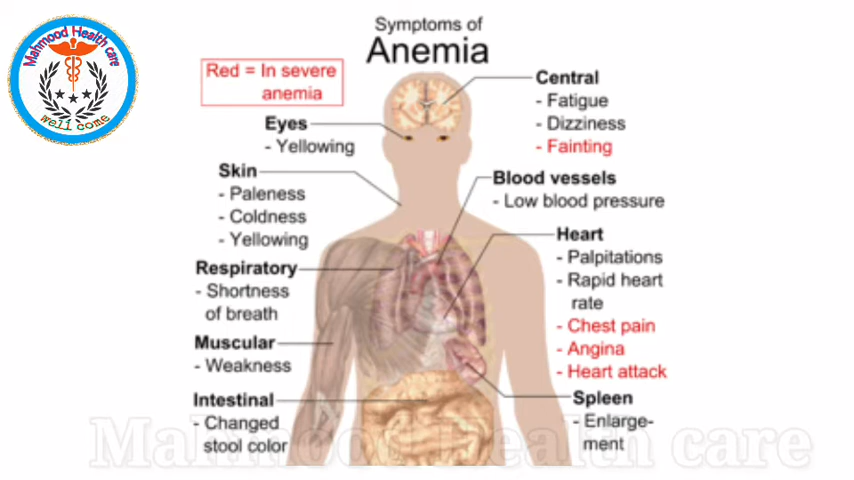 Mahmood Health care
well come
Symptoms of
Anemia
Red = In severe
anemia
Central
- Fatigue
- Dizziness
- Fainting
Eyes
- Yellowing
Skin
- Paleness
- Coldness
- Yellowing
Blood vessels
- Low blood pressure
Heart
- Palpitations
- Rapid heart
rate
- Chest pain
- Angina
- Heart attack
Respiratory
- Shortness
of breath
Muscular
- Weakness
Intestinal
- Changed
stool color
Spleen
- Enlarge-
ment
Mahmood Health care